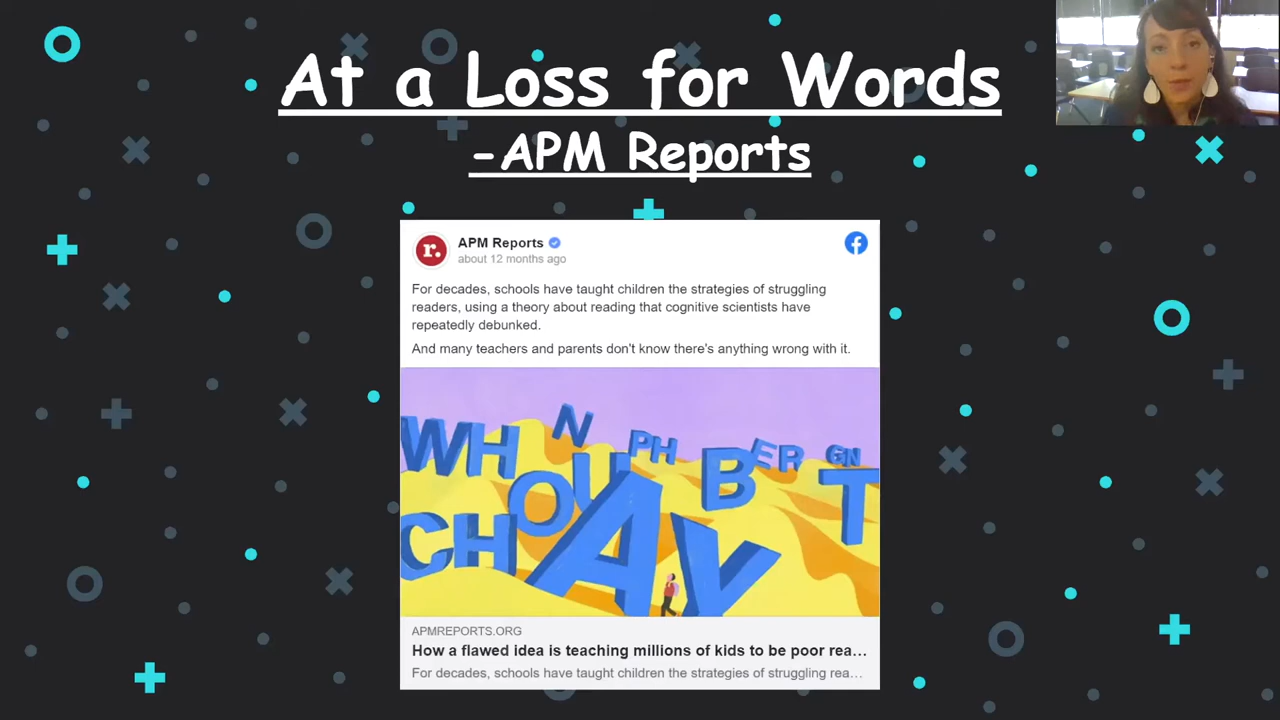 At a Loss for Words
-APM Reports
r.
APM Reports
about 12 months ago
For decades, schools have taught children the strategies of struggling
readers, using a theory about reading that cognitive scientists have
repeatedly debunked.
And many teachers and parents don't know there's anything wrong with it.
WH N PH B ER GN
OU T
CH A Y
APMREPORTS.ORG
How a flawed idea is teaching millions of kids to be poor rea…
For decades, schools have taught children the strategies of struggling rea…